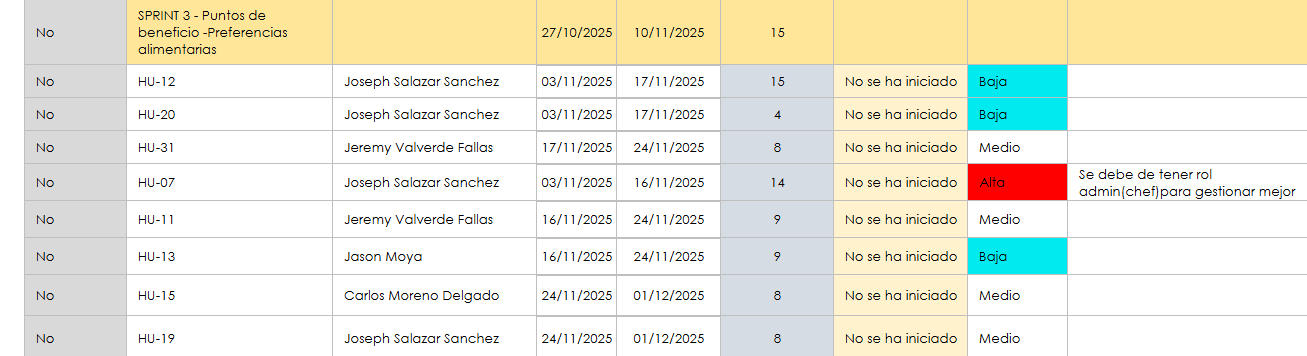 No SPRINT 3 - Puntos de beneficio -Preferencias alimentarias 27/10/2025 10/11/2025 15
No HU-12 Joseph Salazar Sanchez 03/11/2025 17/11/2025 15 No se ha iniciado Baja
No HU-20 Joseph Salazar Sanchez 03/11/2025 17/11/2025 4 No se ha iniciado Baja
No HU-31 Jeremy Valverde Fallas 17/11/2025 24/11/2025 8 No se ha iniciado Medio
No HU-07 Joseph Salazar Sanchez 03/11/2025 16/11/2025 14 No se ha iniciado Alta Se debe de tener rol admin(chef)para gestionar mejor
No HU-11 Jeremy Valverde Fallas 16/11/2025 24/11/2025 9 No se ha iniciado Medio
No HU-13 Jason Moya 16/11/2025 24/11/2025 9 No se ha iniciado Baja
No HU-15 Carlos Moreno Delgado 24/11/2025 01/12/2025 8 No se ha iniciado Medio
No HU-19 Joseph Salazar Sanchez 24/11/2025 01/12/2025 8 No se ha iniciado Medio